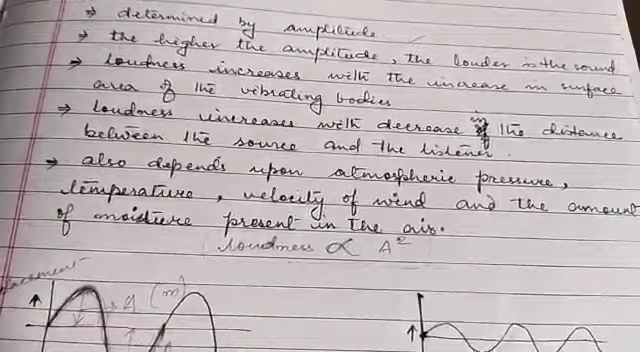 → determined by amplitude
→ the higher the amplitude, the louder is the sound
→ loudness increases with the increase in surface
area of the vibrating bodies
→ loudness increases with decrease in the distance
between the source and the listener.
→ also depends upon atmospheric pressure,
temperature, velocity of wind and the amount
of moisture present in the air.
loudness ∝ A²
(m)